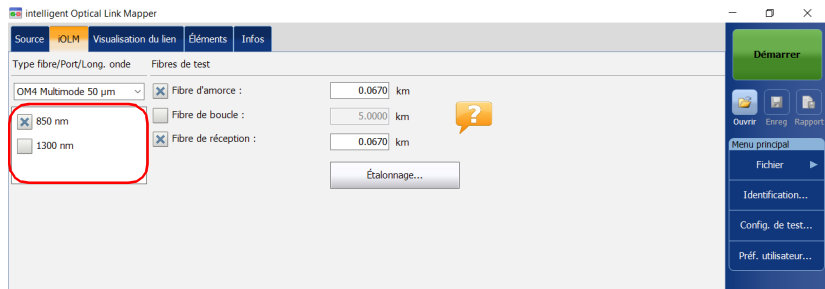 intelligent Optical Link Mapper
Source iOLM Visualisation du lien Éléments Infos
Type fibre/Port/Long. onde Fibres de test
OM4 Multimode 50 µm
Fibre d'amorce : 0.0670 km
850 nm
Fibre de boucle : 5.0000 km
1300 nm
Fibre de réception : 0.0670 km
?
Étalonnage...
Démarrer
Ouvrir Enreg Rapport
Menu principal
Fichier
Identification...
Config. de test...
Préf. utilisateur...